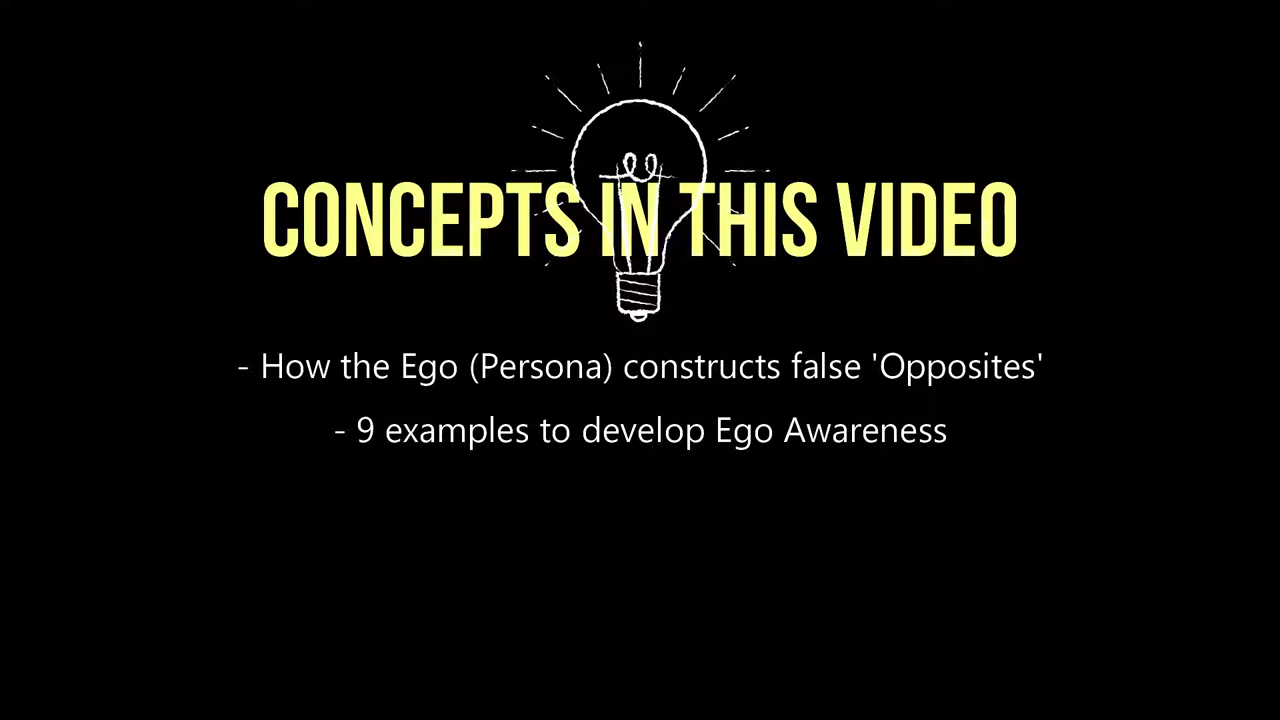 CONCEPTS IN THIS VIDEO
- How the Ego (Persona) constructs false 'Opposites'
- 9 examples to develop Ego Awareness